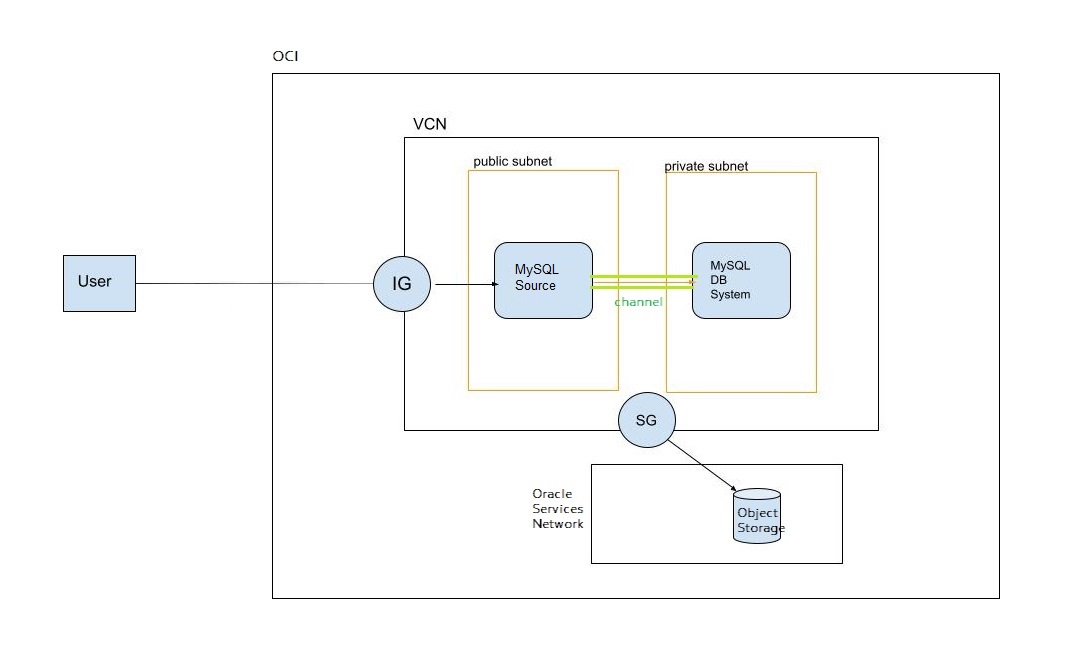 OCI
VCN
public subnet
private subnet
User
IG
MySQL
Source
MySQL
DB
System
channel
SG
Oracle
Services
Network
Object
Storage